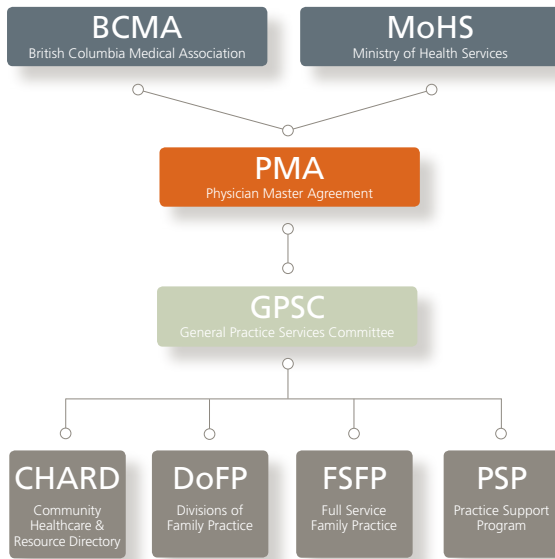 BCMA
British Columbia Medical Association
MoHS
Ministry of Health Services
PMA
Physician Master Agreement
GPSC
General Practice Services Committee
CHARD
Community
Healthcare &
Resource Directory
DoFP
Divisions of
Family Practice
FSFP
Full Service
Family Practice
PSP
Practice Support
Program